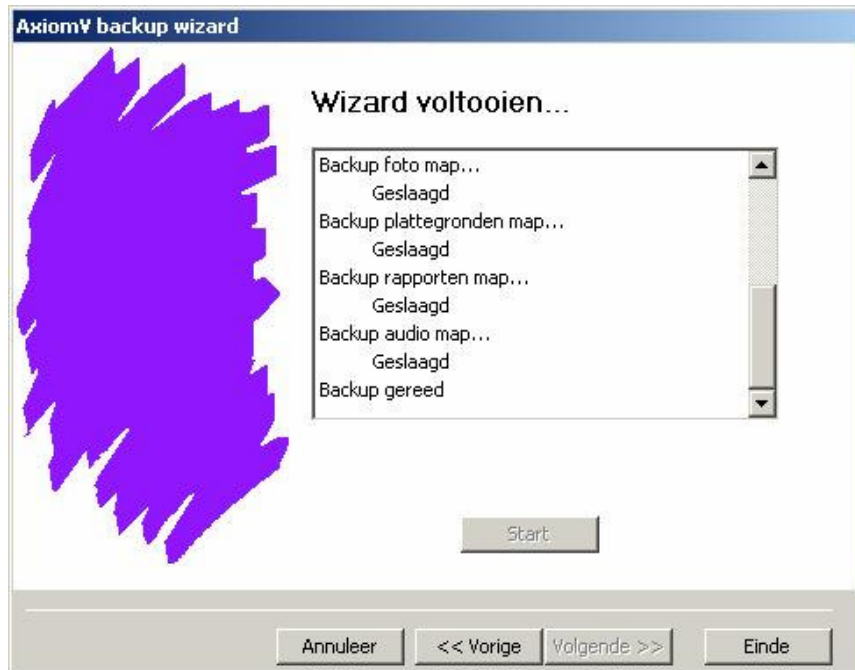 AxiomV backup wizard
Wizard voltooien...
Backup foto map...
Geslaagd
Backup plattegronden map...
Geslaagd
Backup rapporten map...
Geslaagd
Backup audio map...
Geslaagd
Backup gereed
Start
Annuleer
<< Vorige
Volgende >>
Einde